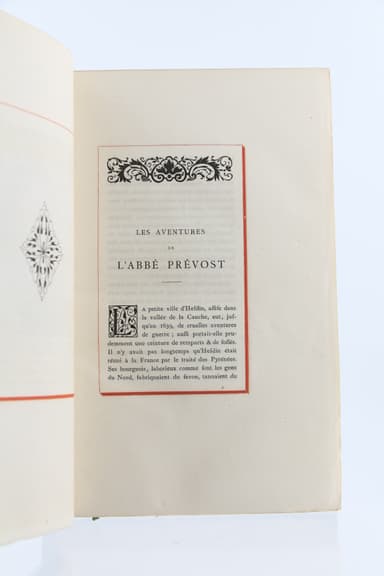 LES AVENTURES
DE
L'ABBÉ PRÉVOST
LA petite ville d'Hesdin, assise dans
la vallée de la Canche, eut, jus-
qu'en 1639, de cruelles aventures
de guerre; aussi portait-elle pru-
demment une ceinture de remparts & de fossés.
Il n'y avait pas longtemps qu'Hesdin était
réuni à la France par le traité des Pyrénées.
Ses bourgeois, laborieux comme sont les gens
du Nord, fabriquaient du savon, tannaient du